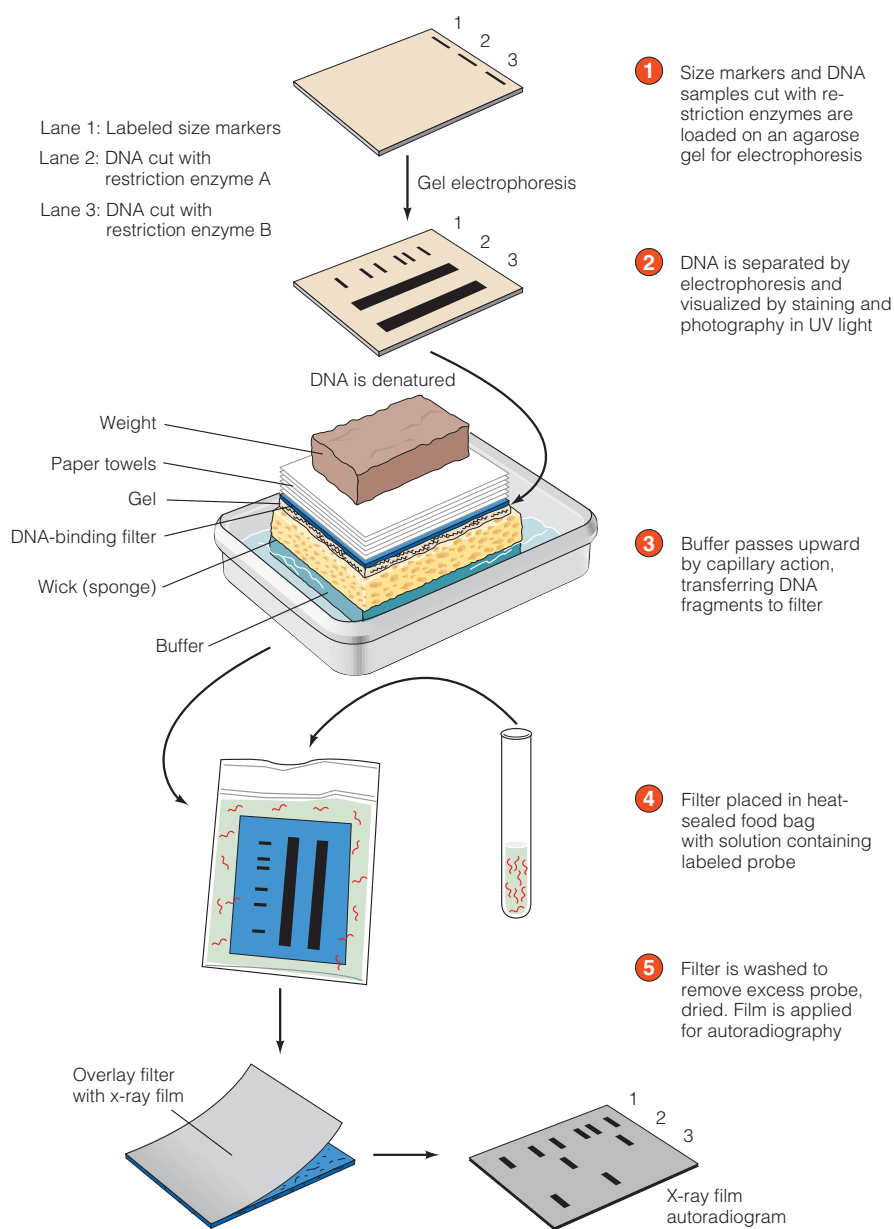 1
2
3
1
Size markers and DNA
samples cut with re-
striction enzymes are
loaded on an agarose
gel for electrophoresis
Lane 1: Labeled size markers
Lane 2: DNA cut with
restriction enzyme A
Lane 3: DNA cut with
restriction enzyme B
Gel electrophoresis
1
2
3
2
DNA is separated by
electrophoresis and
visualized by staining and
photography in UV light
DNA is denatured
Weight
Paper towels
Gel
DNA-binding filter
Wick (sponge)
Buffer
3
Buffer passes upward
by capillary action,
transferring DNA
fragments to filter
4
Filter placed in heat-
sealed food bag
with solution containing
labeled probe
5
Filter is washed to
remove excess probe,
dried. Film is applied
for autoradiography
Overlay filter
with x-ray film
1
2
3
X-ray film
autoradiogram